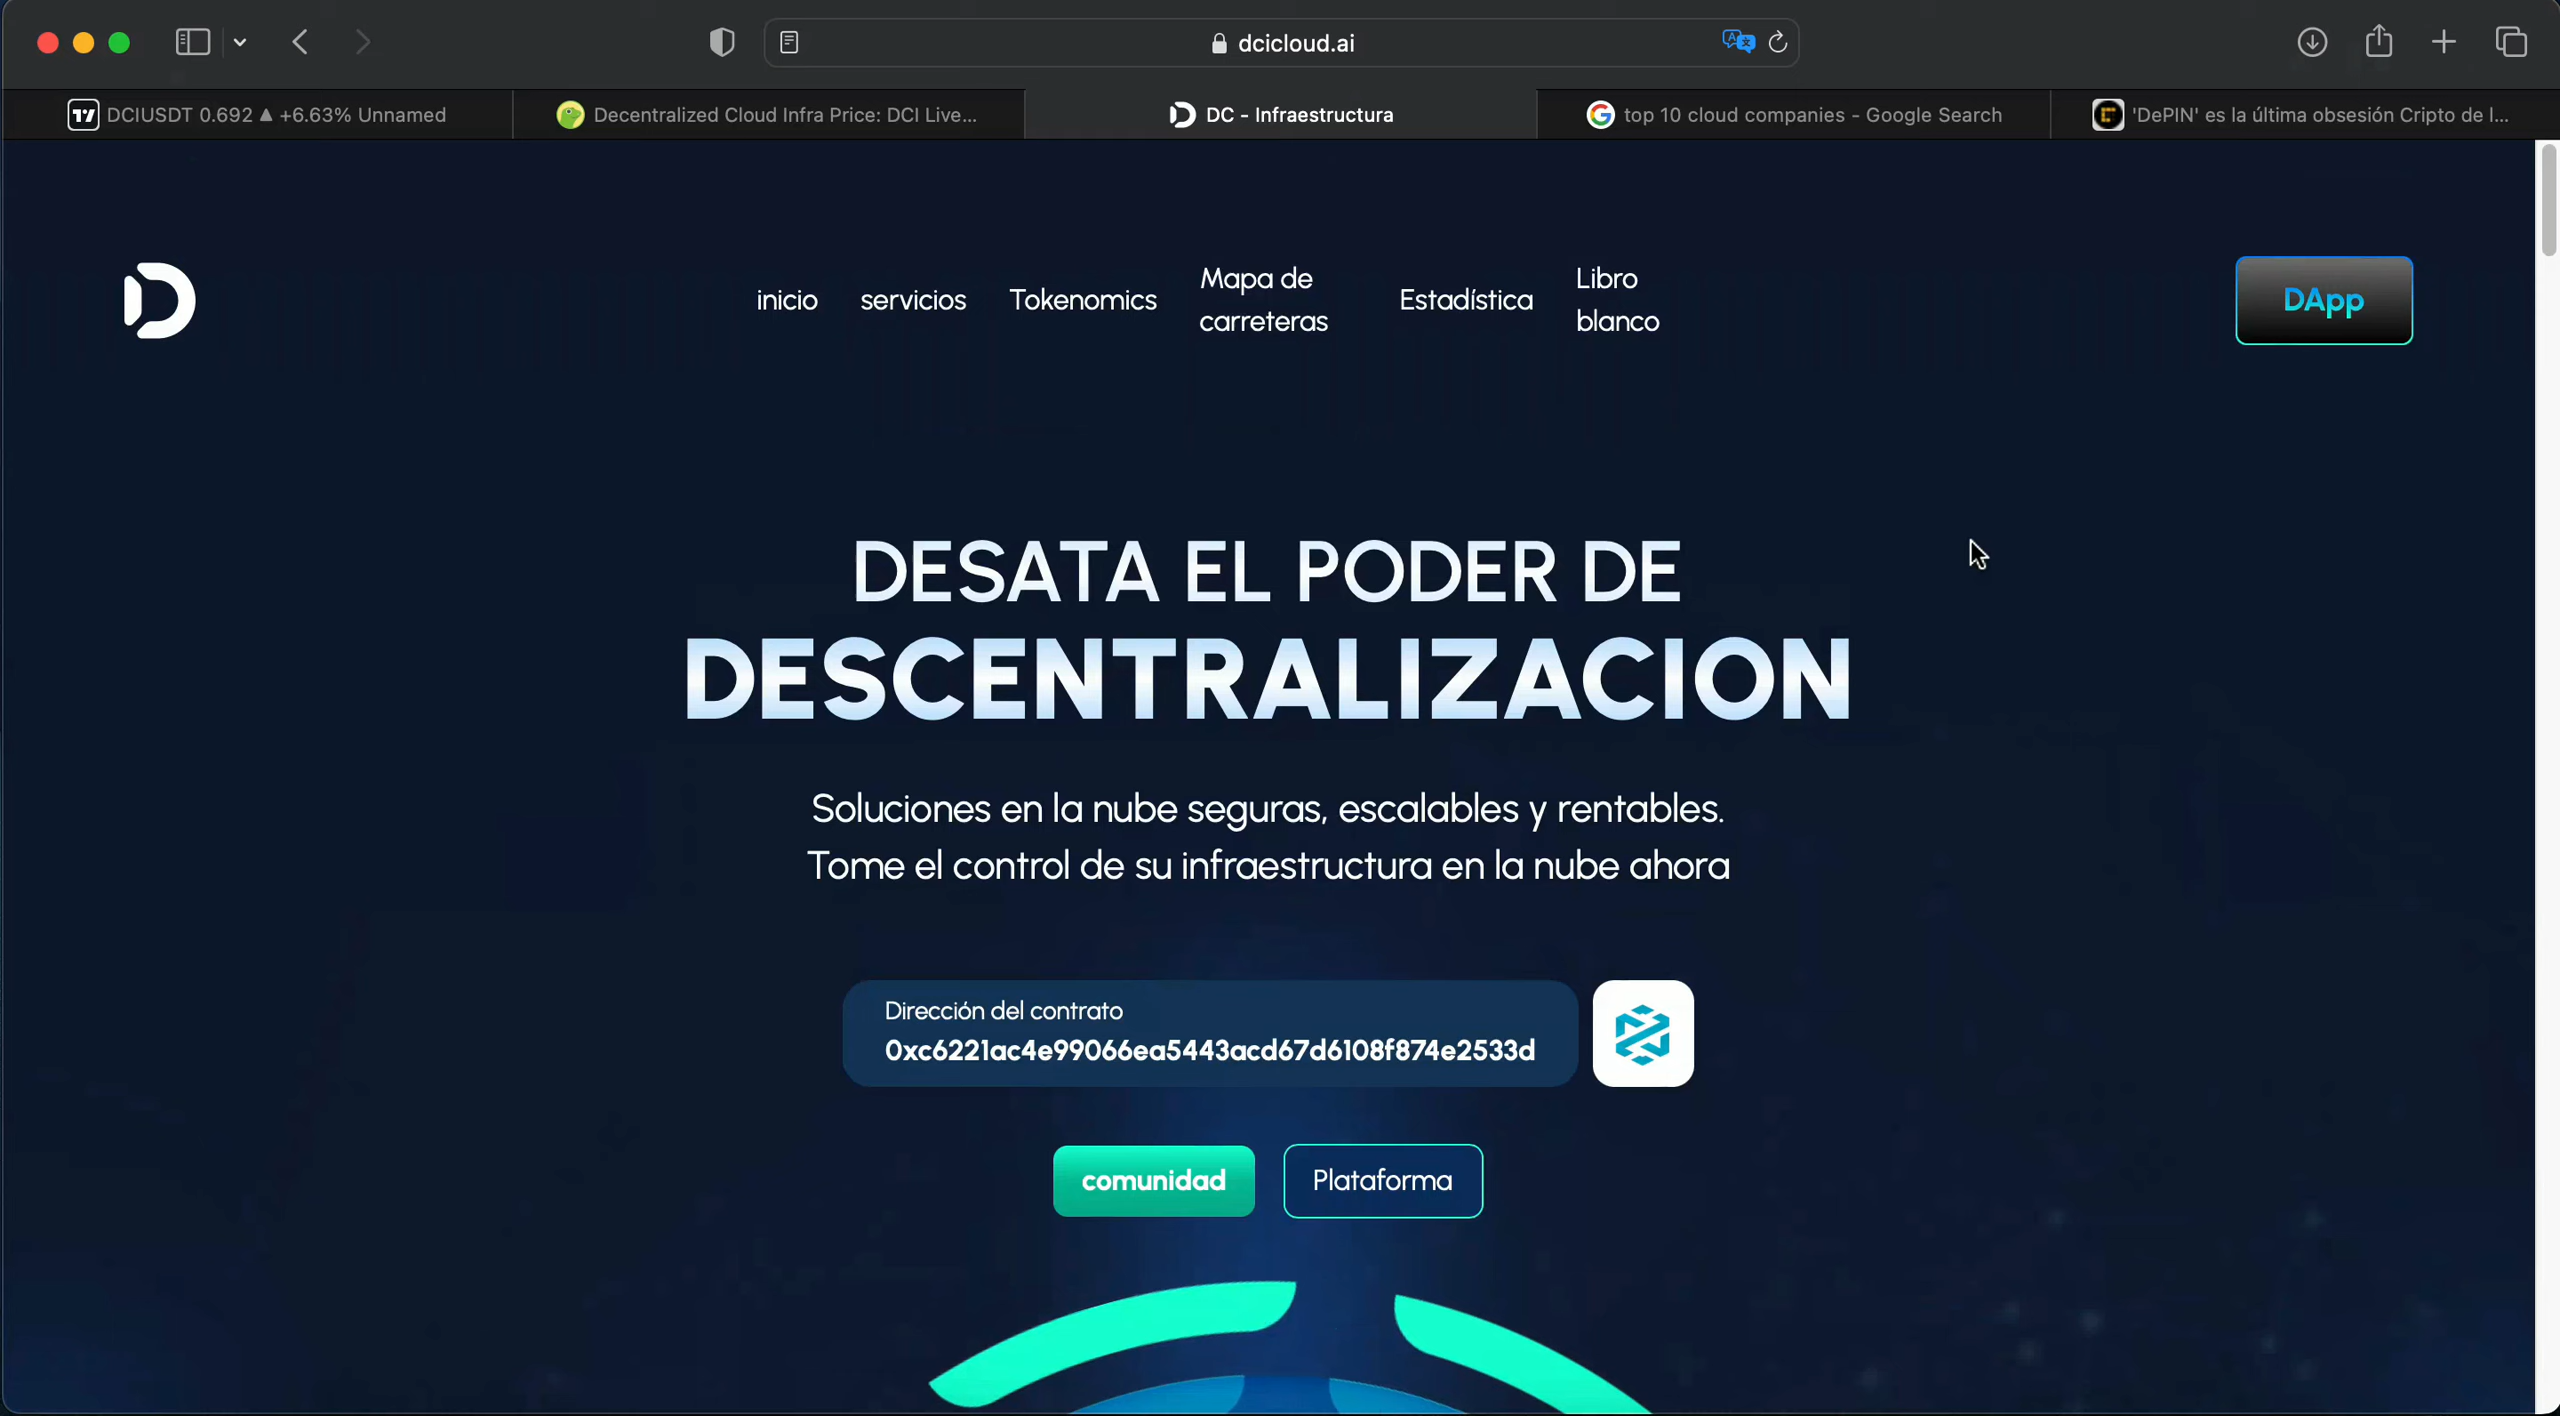 dcicloud.ai
DCIUSDT 0.692 ▲ +6.63% Unnamed
Decentralized Cloud Infra Price: DCI Live...
DC - Infraestructura
top 10 cloud companies - Google Search
'DePIN' es la última obsesión Cripto de l...
inicio
servicios
Tokenomics
Mapa de
carreteras
Estadística
Libro
blanco
DApp
DESATA EL PODER DE
DESCENTRALIZACION
Soluciones en la nube seguras, escalables y rentables.
Tome el control de su infraestructura en la nube ahora
Dirección del contrato
0xc6221ac4e99066ea5443acd67d6108f874e2533d
comunidad
Plataforma